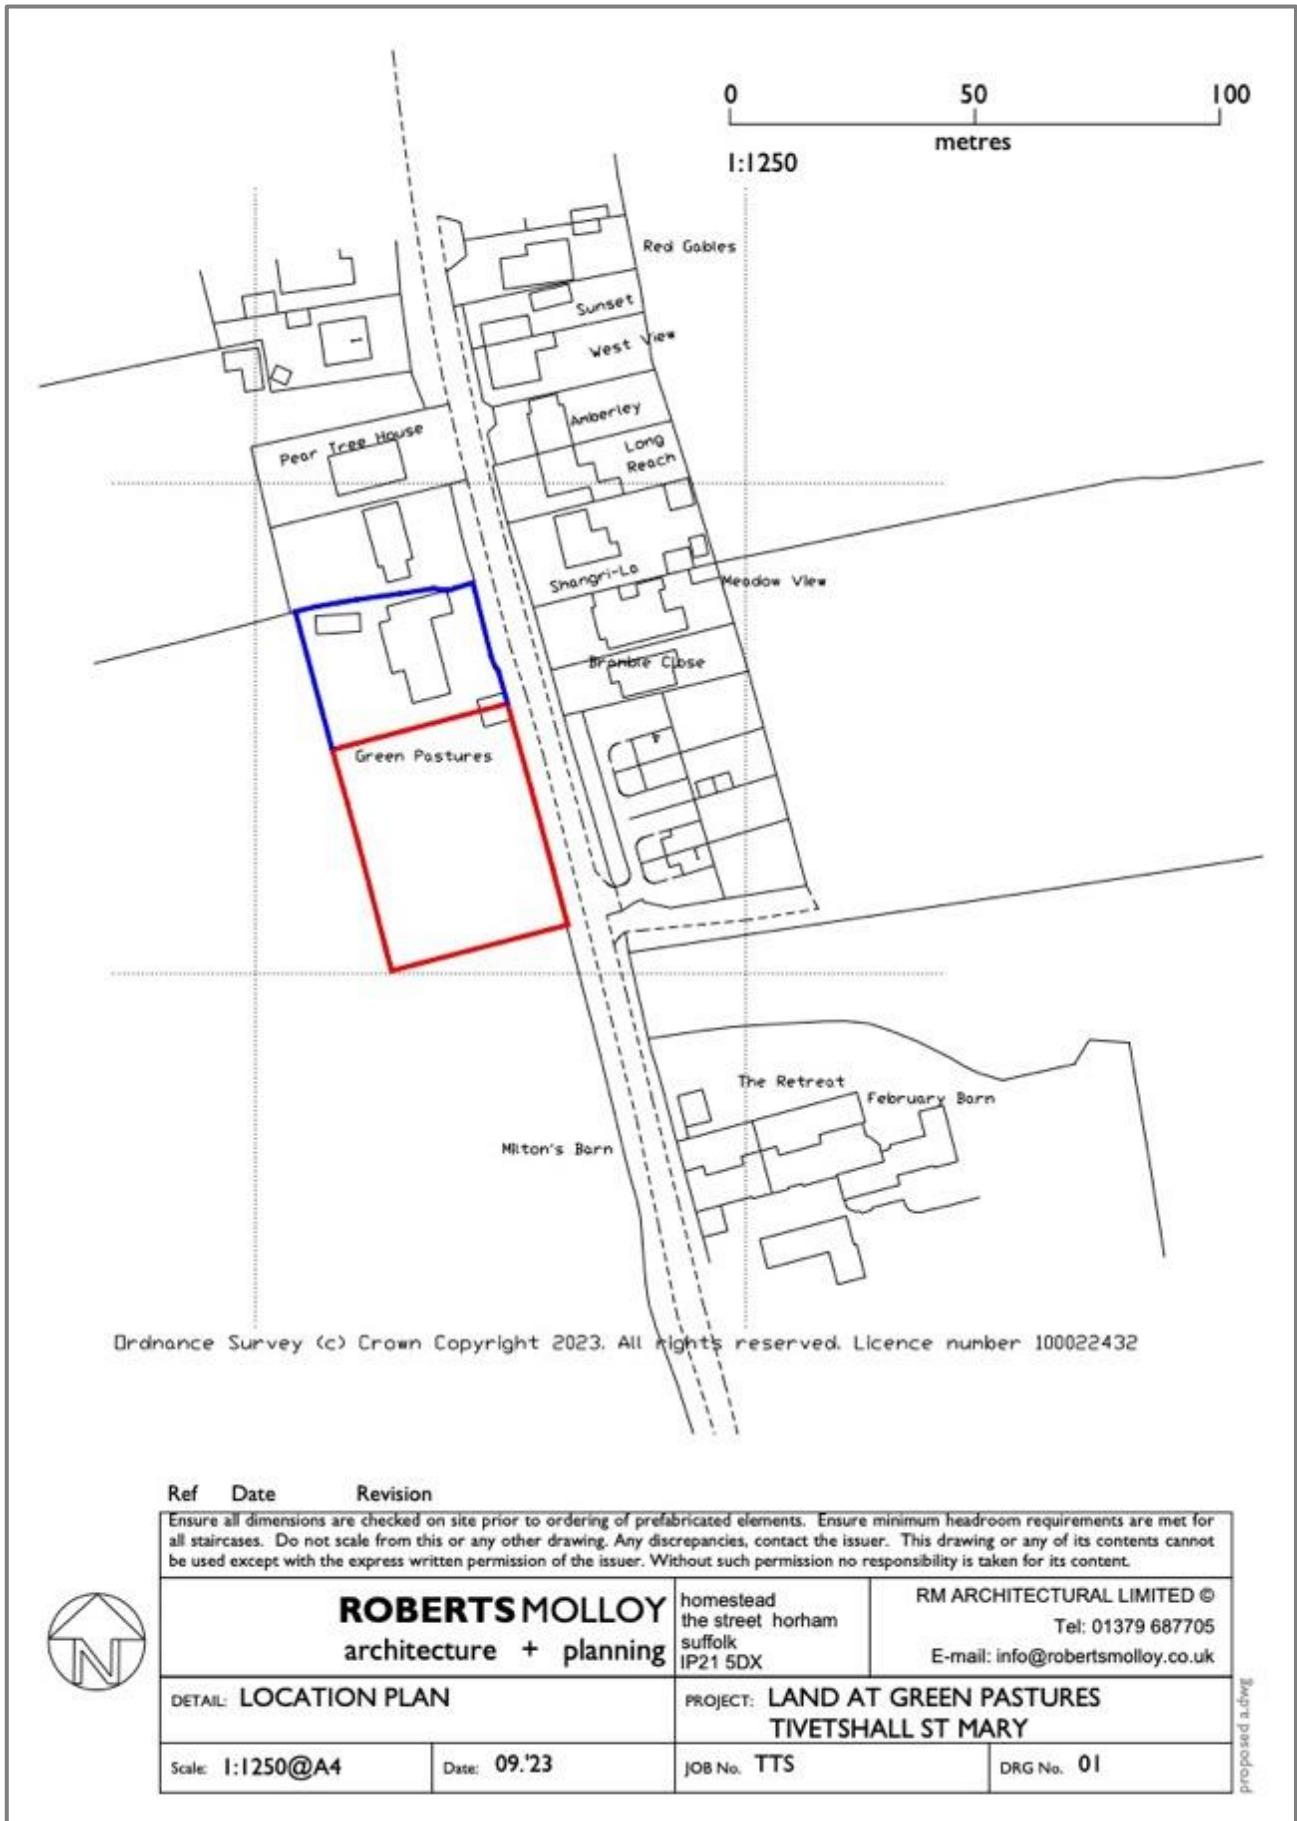 0 50 100
metres
1:1250
Red Gables
Sunset
West View
Amberley
Pear Tree House
Long
Reach
Shangri-La
Meadow View
Bramble Close
Green Pastures
The Retreat
February Barn
Milton's Barn
Ordnance Survey (c) Crown Copyright 2023. All rights reserved. Licence number 100022432
Ref Date Revision
Ensure all dimensions are checked on site prior to ordering of prefabricated elements. Ensure minimum headroom requirements are met for
all staircases. Do not scale from this or any other drawing. Any discrepancies, contact the issuer. This drawing or any of its contents cannot
be used except with the express written permission of the issuer. Without such permission no responsibility is taken for its content.
N
ROBERTS MOLLOY
architecture + planning
homestead
the street horham
suffolk
IP21 5DX
RM ARCHITECTURAL LIMITED ©
Tel: 01379 687705
E-mail: info@robertsmolloy.co.uk
DETAIL: LOCATION PLAN
PROJECT: LAND AT GREEN PASTURES
TIVETSHALL ST MARY
Scale: 1:1250@A4
Date: 09.'23
JOB No. TTS
DRG No. 01
proposed a.dwg